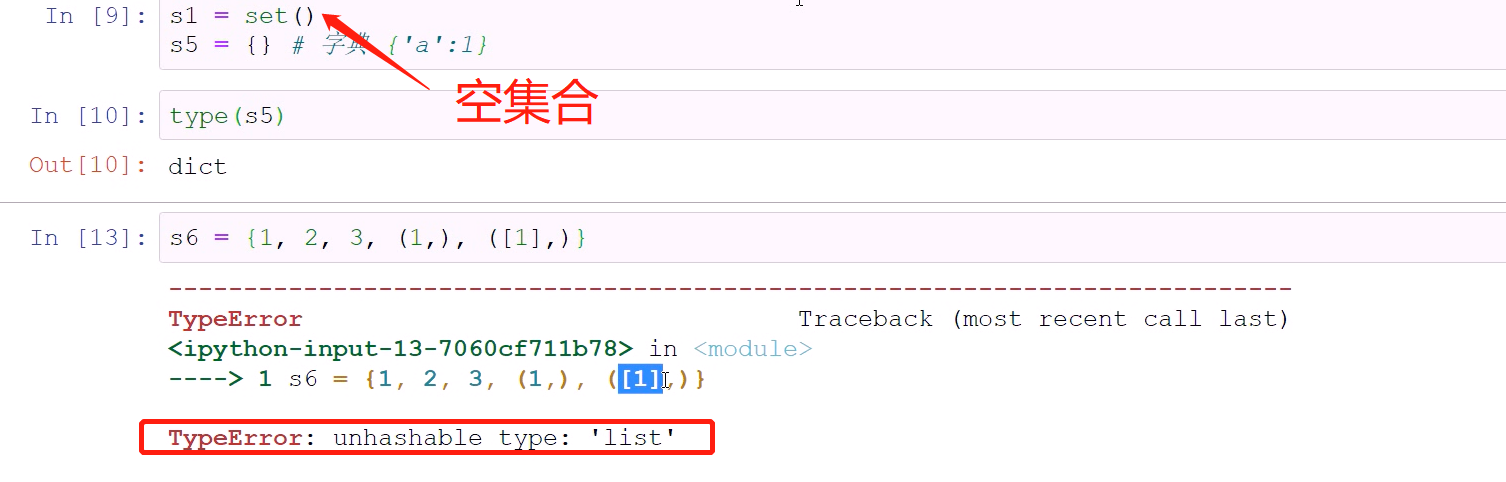 In [9]: s1 = set()
s5 = {} # 字典 {'a':1}
空集合
In [10]: type(s5)
Out[10]: dict
In [13]: s6 = {1, 2, 3, (1,), ([1],)}
---------------------------------------------------------------------------
TypeError Traceback (most recent call last)
<ipython-input-13-7060cf711b78> in <module>
----> 1 s6 = {1, 2, 3, (1,), ([1],)}
TypeError: unhashable type: 'list'